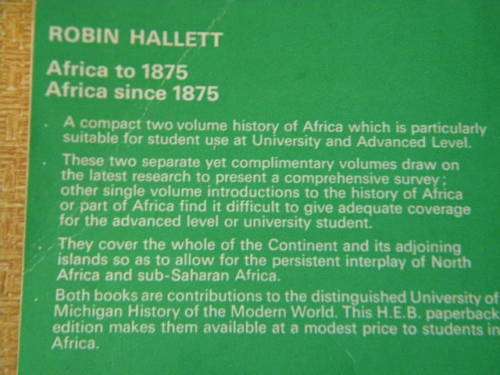 ROBIN HALLETT
Africa to 1875
Africa since 1875
. A compact two volume history of Africa which is particularly
suitable for student use at University and Advanced Level.
. These two separate yet complimentary volumes draw on
the latest research to present a comprehensive survey;
other single volume introductions to the history of Africa
or part of Africa find it difficult to give adequate coverage
for the advanced level or university student.
. They cover the whole of the Continent and its adjoining
islands so as to allow for the persistent interplay of North
Africa and sub-Saharan Africa.
. Both books are contributions to the distinguished University of
Michigan History of the Modern World. This H.E.B. paperback
edition makes them available at a modest price to students in
Africa.